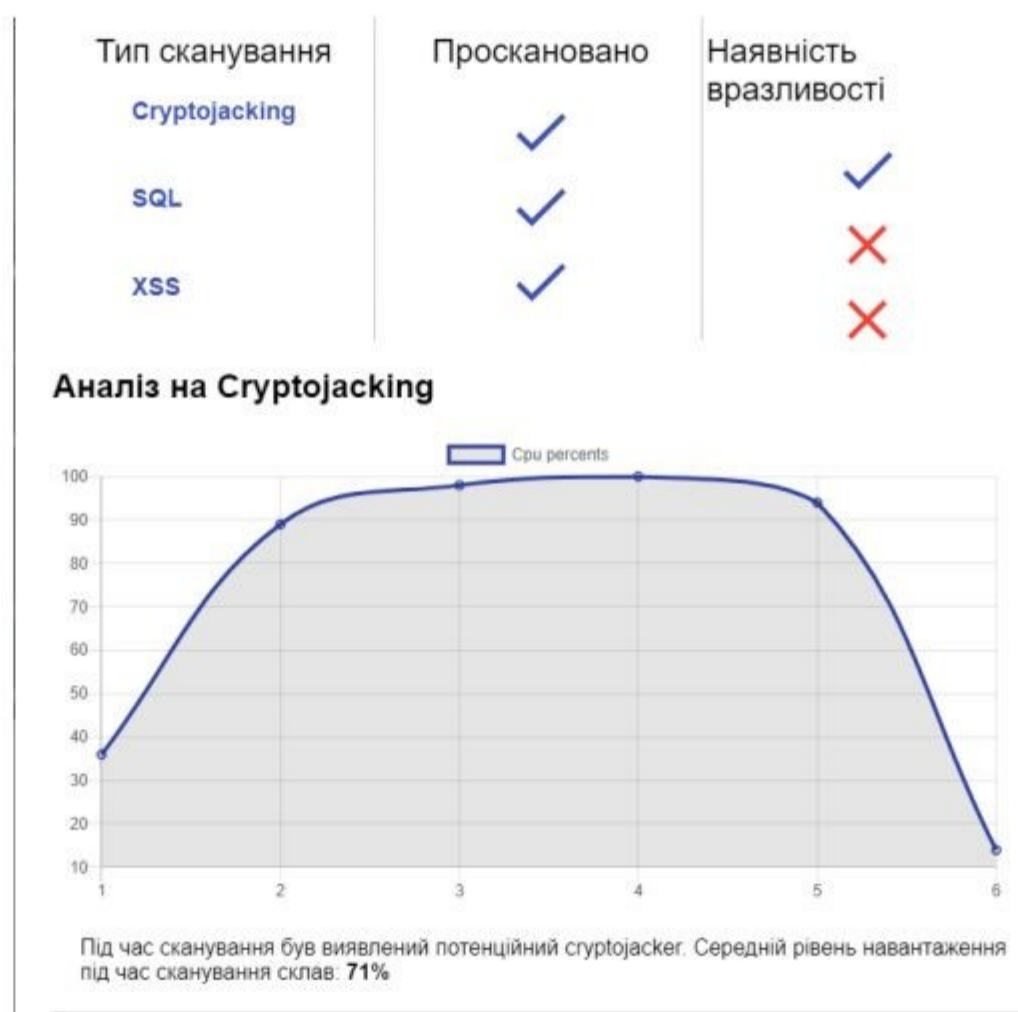 Тип сканування
Проскановано
Наявність
вразливості
Cryptojacking
SQL
XSS
Аналіз на Cryptojacking
Cpu percents
100
90
80
70
60
50
40
30
20
10
1 2 3 4 5 6
Під час сканування був виявлений потенційний cryptojacker. Середній рівень навантаження
під час сканування склав: 71%